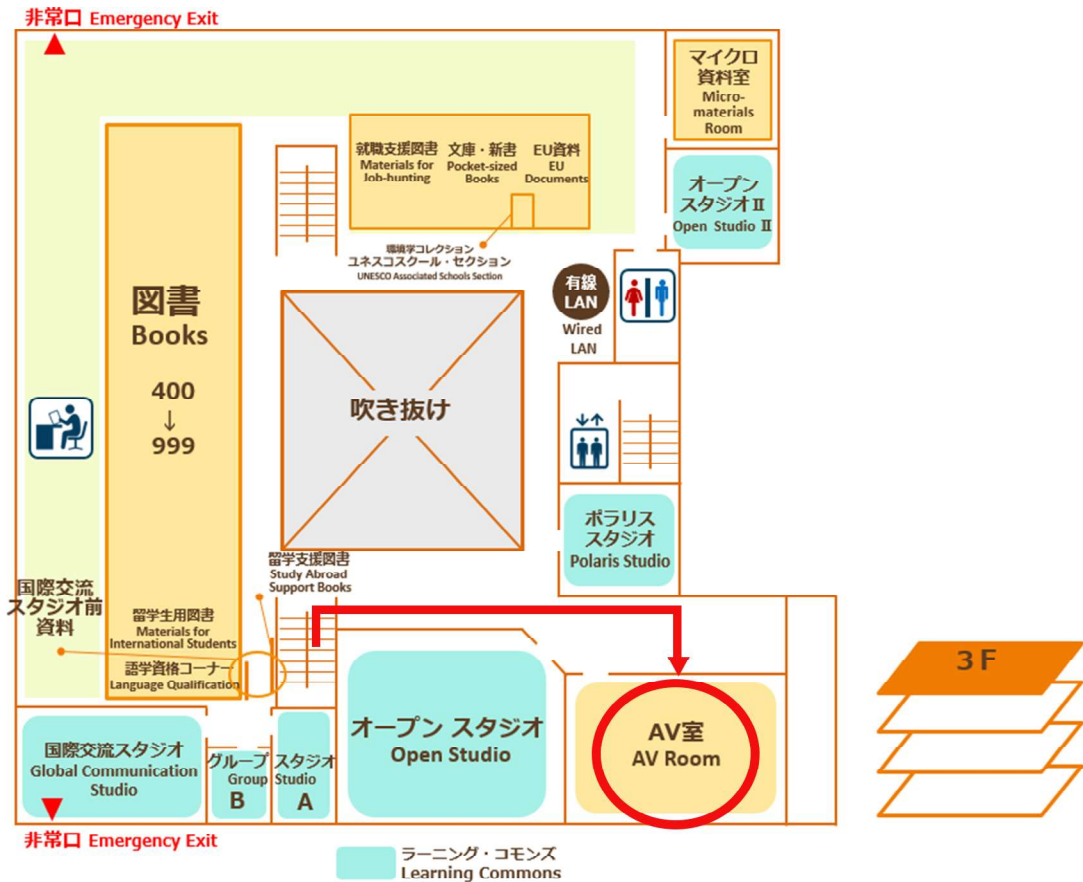 非常口 Emergency Exit
マイクロ
資料室
Micro-
materials
Room
就職支援図書
Materials for
Job-hunting
文庫・新書
Pocket-sized
Books
EU資料
EU
Documents
オープン
スタジオⅡ
Open Studio Ⅱ
環境学コレクション
ユネスコスクール・セクション
UNESCO Associated Schools Section
有線
LAN
Wired
LAN
図書
Books
400
↓
999
吹き抜け
ポラリス
スタジオ
Polaris Studio
留学支援図書
Study Abroad
Support Books
国際交流
スタジオ前
資料
留学生用図書
Materials for
International Students
語学資格コーナー
Language Qualification
3F
オープン スタジオ
Open Studio
AV室
AV Room
国際交流スタジオ
Global Communication
Studio
グループ
Group
B
スタジオ
Studio
A
非常口 Emergency Exit
ラーニング・コモンズ
Learning Commons